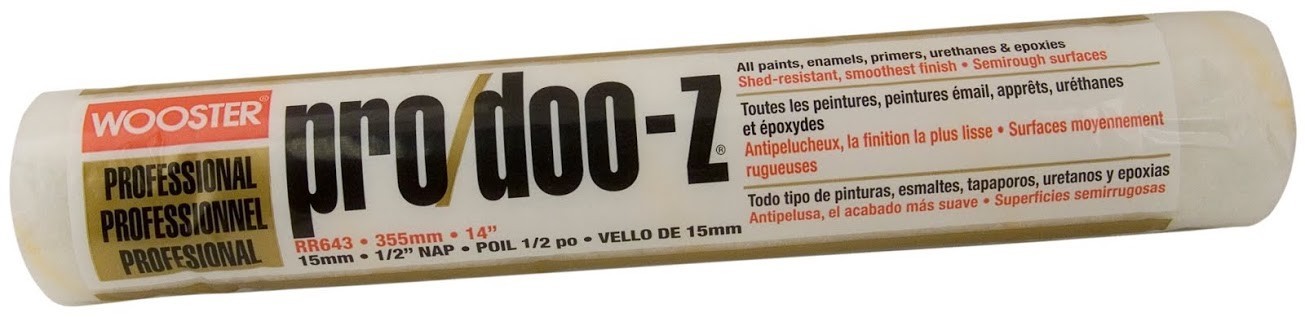 WOOSTER®
PROFESSIONAL
PROFESSIONNEL
PROFESIONAL
pro/doo-z®
RR643 • 355mm • 14”
15mm • 1/2” NAP • POIL 1/2 po • VELLO DE 15mm
All paints, enamels, primers, urethanes & epoxies
Shed-resistant, smoothest finish • Semirough surfaces
Toutes les peintures, peintures émail, apprêts, uréthanes
et époxydes
Antipelucheux, la finition la plus lisse • Surfaces moyennement
rugueuses
Todo tipo de pinturas, esmaltes, tapaporos, uretanos y epoxias
Antipelusa, el acabado más suave • Superficies semirrugosas